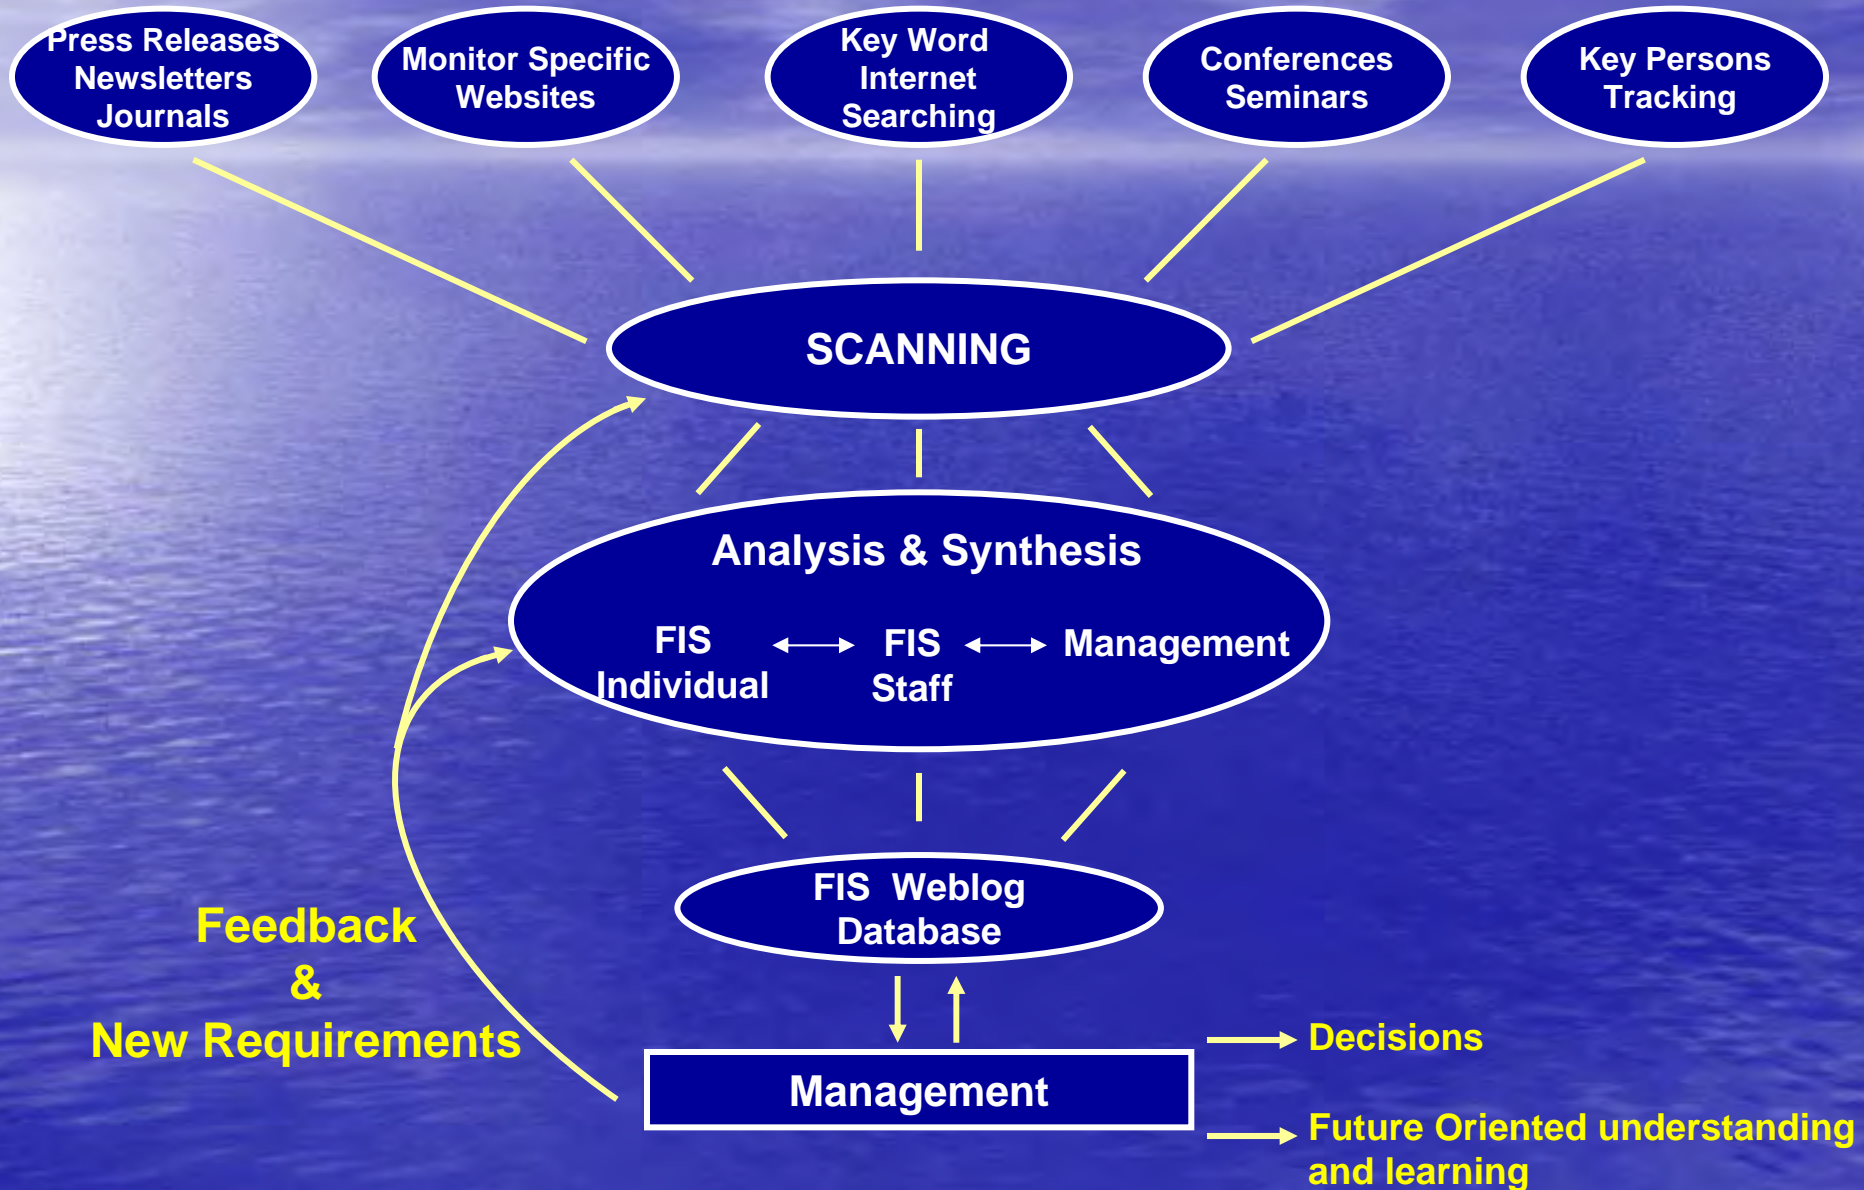 Press Releases
Newsletters
Journals
Monitor Specific
Websites
Key Word
Internet
Searching
Conferences
Seminars
Key Persons
Tracking
SCANNING
Analysis & Synthesis
FIS
Individual
FIS
Staff
Management
FIS Weblog
Database
Feedback
&
New Requirements
Management
Decisions
Future Oriented understanding
and learning